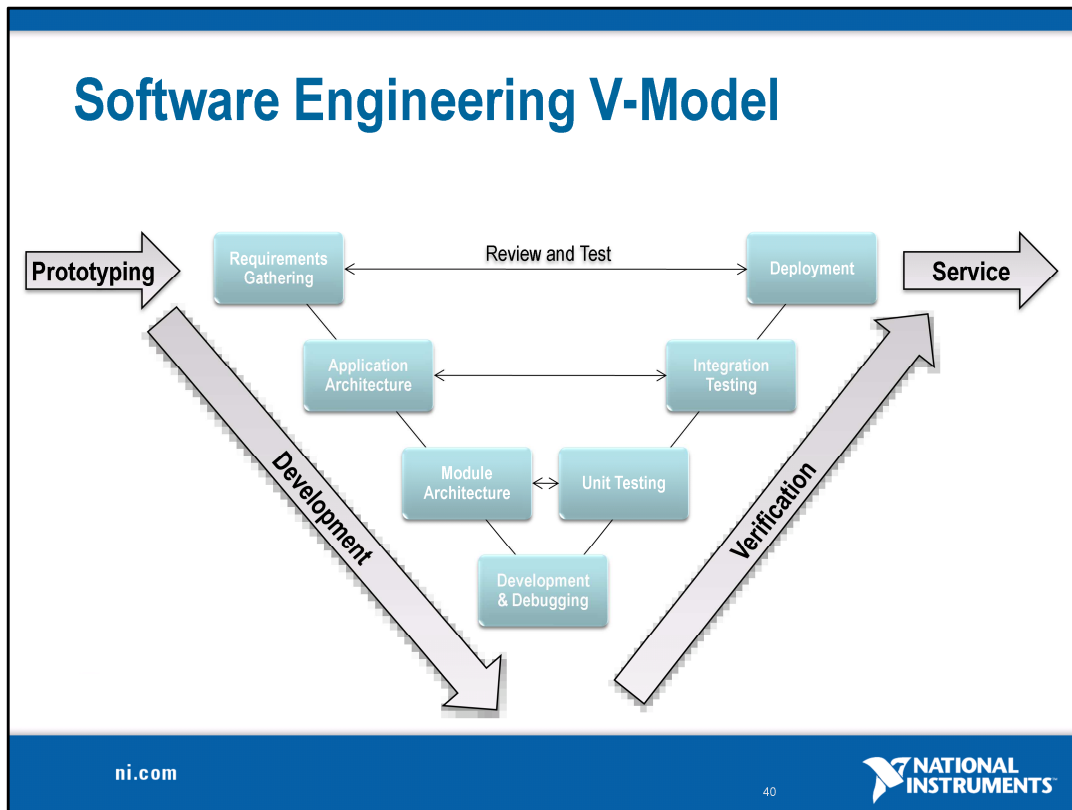 Software Engineering V-Model
Prototyping
Requirements
Gathering
Review and Test
Deployment
Service
Application
Architecture
Integration
Testing
Development
Module
Architecture
Unit Testing
Verification
Development
& Debugging
ni.com
40
NATIONAL
INSTRUMENTS™